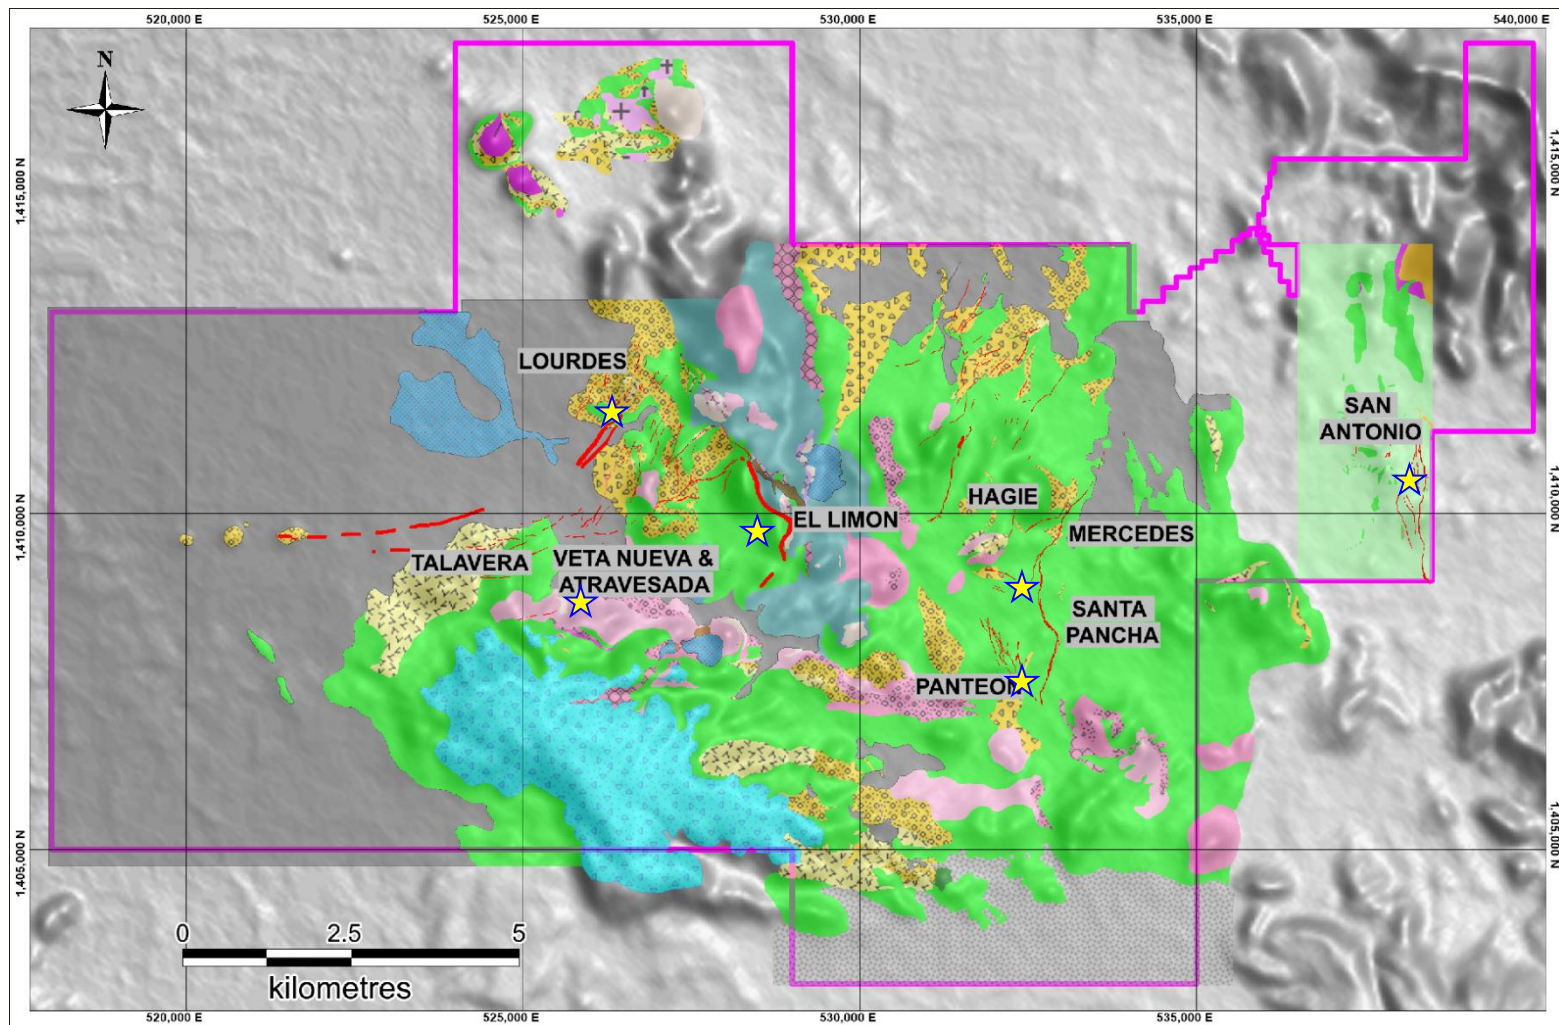 520,000 E
525,000 E
530,000 E
535,000 E
540,000 E
N
1,415,000 N
1,415,000 N
LOURDES
SAN
ANTONIO
HAGIE
1,410,000 N
1,410,000 N
EL LIMON
MERCEDES
TALAVERA
VETA NUEVA &
ATRAVESADA
SANTA
PANCHA
PANTEON
1,405,000 N
1,405,000 N
0 2.5 5
kilometres
520,000 E
525,000 E
530,000 E
535,000 E